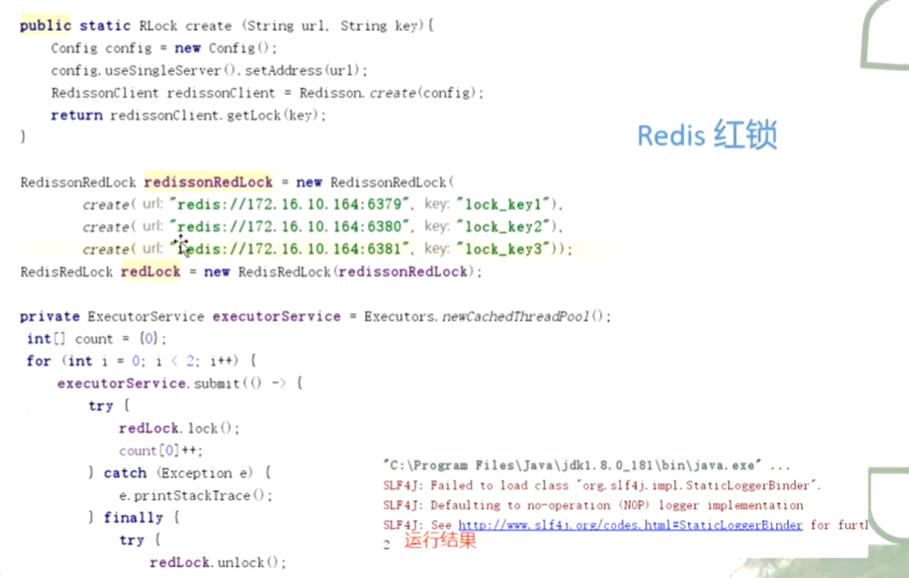 public static RLock create (String url, String key){
Config config = new Config();
config.useSingleServer().setAddress(url);
RedissonClient redissonClient = Redisson.create(config);
return redissonClient.getLock(key);
}
Redis 红锁
RedissonRedLock redissonRedLock = new RedissonRedLock(
create( url: "redis://172.16.10.164:6379", key: "lock_key1"),
create( url: "redis://172.16.10.164:6380", key: "lock_key2"),
create( url: "redis://172.16.10.164:6381", key: "lock_key3"));
RedisRedLock redLock = new RedisRedLock(redissonRedLock);
private ExecutorService executorService = Executors.newCachedThreadPool();
int[] count = {0};
for (int i = 0; i < 2; i++) {
executorService.submit(() -> {
try {
redLock.lock();
count[0]++;
} catch (Exception e) {
e.printStackTrace();
} finally {
try {
redLock.unlock();
"C:\Program Files\Java\jdk1.8.0_181\bin\java.exe" ...
SLF4J: Failed to load class "org.slf4j.impl.StaticLoggerBinder".
SLF4J: Defaulting to no-operation (NOP) logger implementation
SLF4J: See http://www.slf4j.org/codes.html#StaticLoggerBinder for furth
2 运行结果